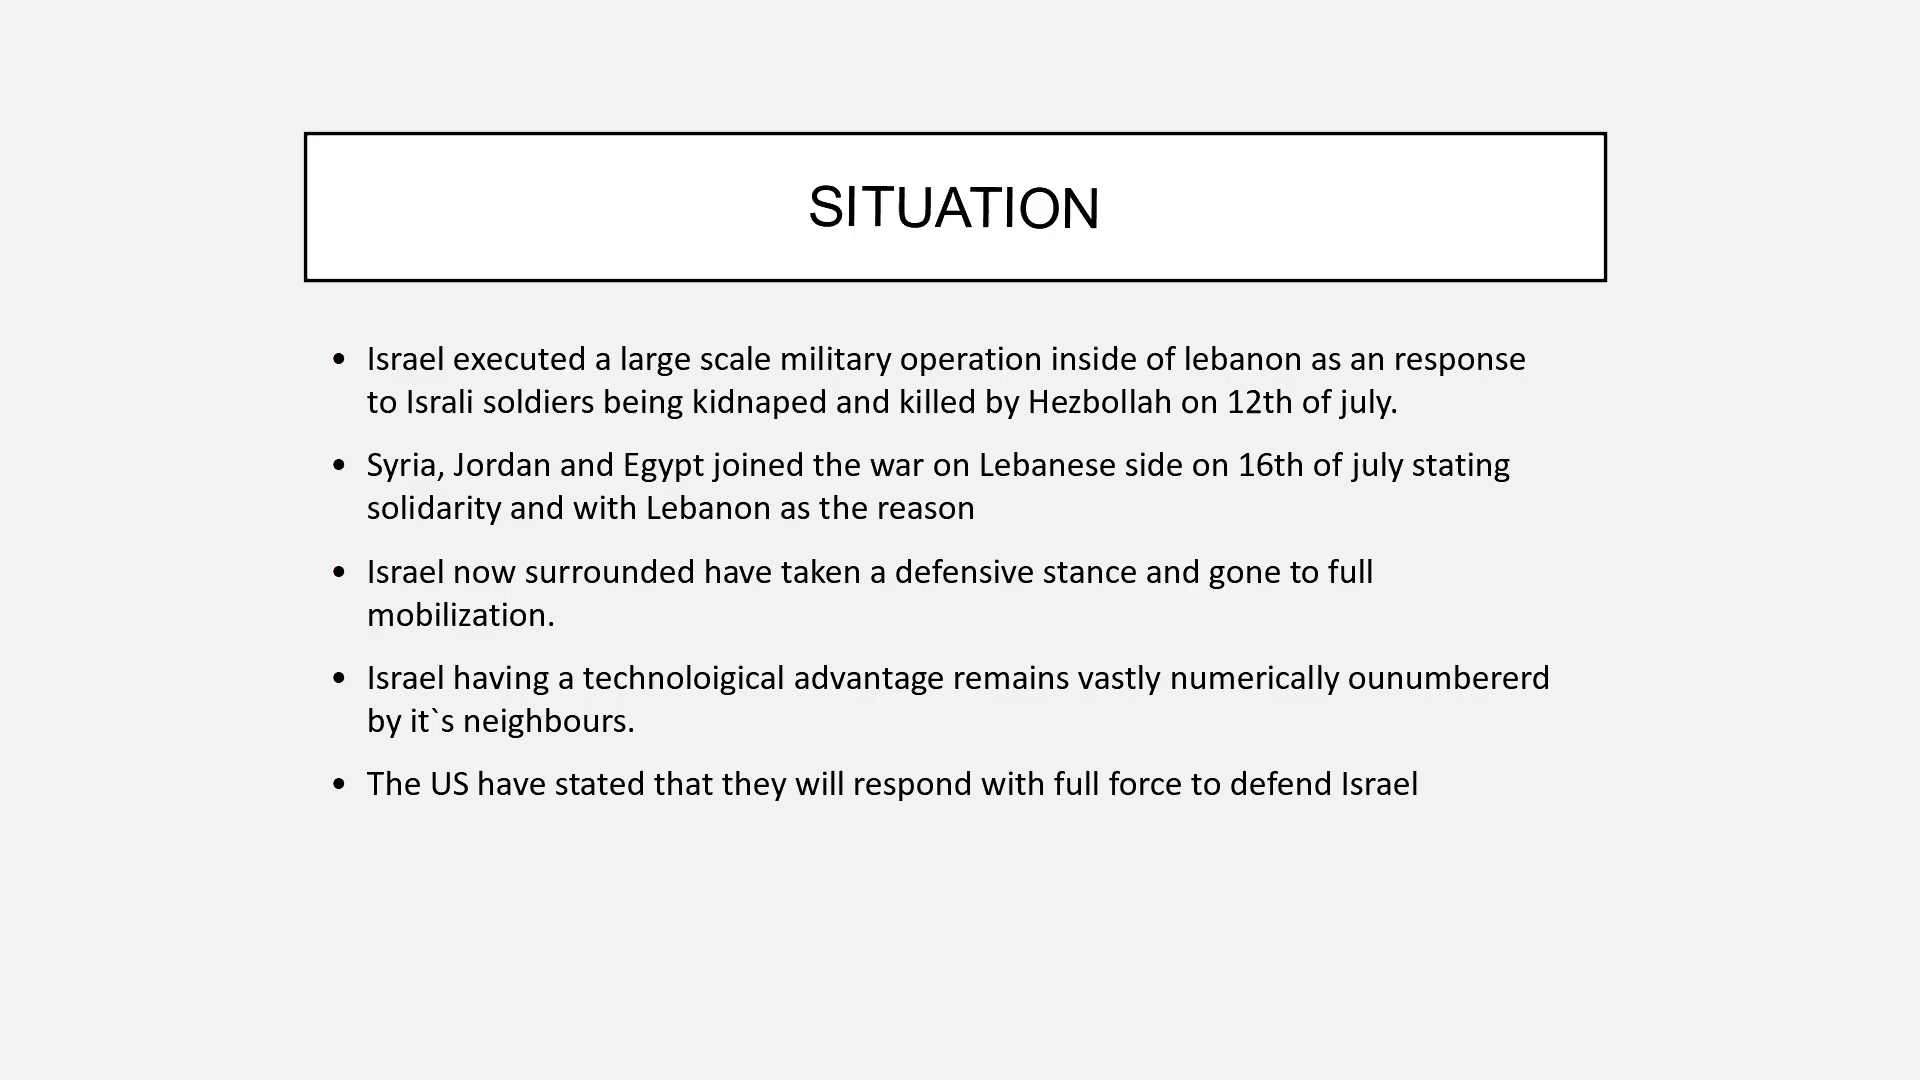 SITUATION
• Israel executed a large scale military operation inside of lebanon as an response
to Israli soldiers being kidnaped and killed by Hezbollah on 12th of july.
• Syria, Jordan and Egypt joined the war on Lebanese side on 16th of july stating
solidarity and with Lebanon as the reason
• Israel now surrounded have taken a defensive stance and gone to full
mobilization.
• Israel having a technoloigical advantage remains vastly numerically ounumbererd
by it`s neighbours.
• The US have stated that they will respond with full force to defend Israel